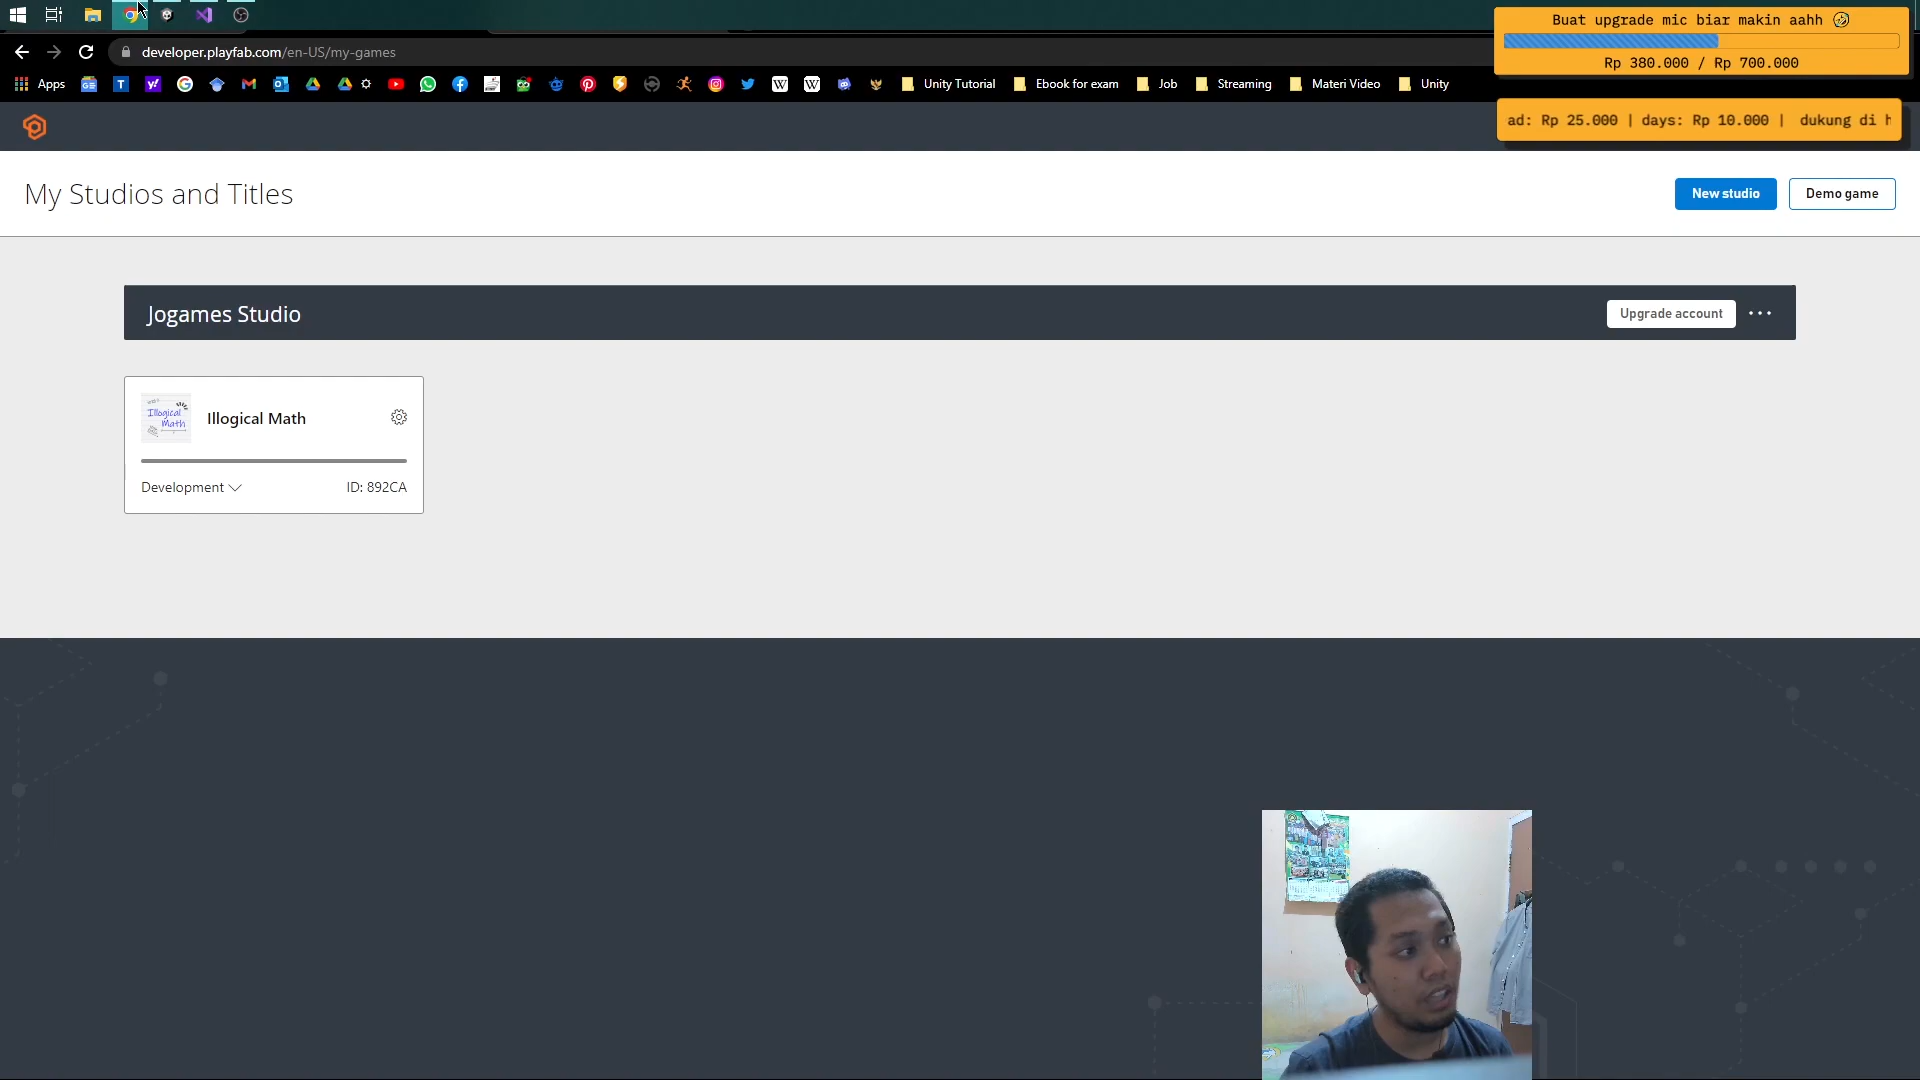 Buat upgrade mic biar makin aahh 🤣
Rp 380.000 / Rp 700.000
developer.playfab.com/en-US/my-games
Apps
Unity Tutorial
Ebook for exam
Job
Streaming
Materi Video
Unity
ad: Rp 25.000 | days: Rp 10.000 | dukung di h
My Studios and Titles
New studio
Demo game
Jogames Studio
Upgrade account
Illogical Math
Illogical
Math
Development
ID: 892CA